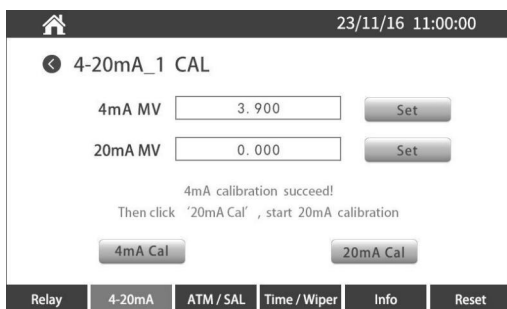 23/11/16 11:00:00
4-20mA_1 CAL
4mA MV 3.900 Set
20mA MV 0.000 Set
4mA calibration succeed!
Then click '20mA Cal' , start 20mA calibration
4mA Cal 20mA Cal
Relay 4-20mA ATM / SAL Time / Wiper Info Reset